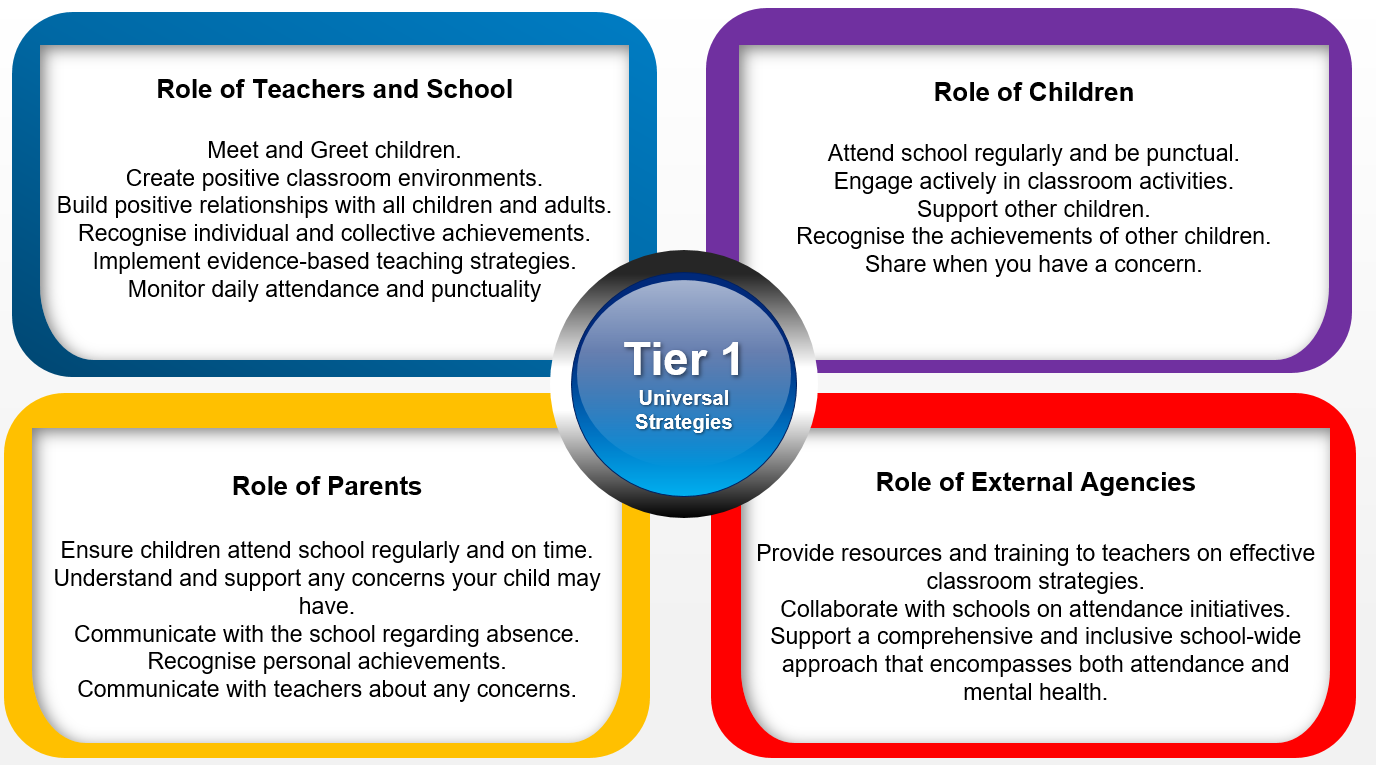 Role of Teachers and School
Meet and Greet children.
Create positive classroom environments.
Build positive relationships with all children and adults.
Recognise individual and collective achievements.
Implement evidence-based teaching strategies.
Monitor daily attendance and punctuality
Role of Children
Attend school regularly and be punctual.
Engage actively in classroom activities.
Support other children.
Recognise the achievements of other children.
Share when you have a concern.
Tier 1
Universal
Strategies
Role of Parents
Ensure children attend school regularly and on time.
Understand and support any concerns your child may
have.
Communicate with the school regarding absence.
Recognise personal achievements.
Communicate with teachers about any concerns.
Role of External Agencies
Provide resources and training to teachers on effective
classroom strategies.
Collaborate with schools on attendance initiatives.
Support a comprehensive and inclusive school-wide
approach that encompasses both attendance and
mental health.